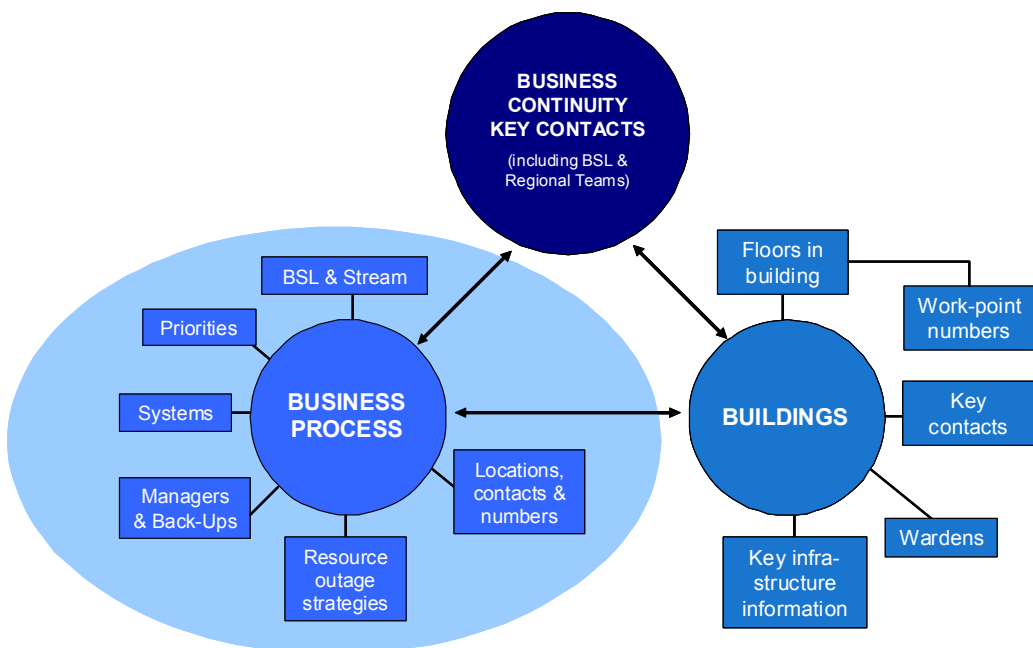 BUSINESS
CONTINUITY
KEY CONTACTS
(including BSL &
Regional Teams)
BSL & Stream
Priorities
Systems
Managers
& Back-Ups
Resource
outage
strategies
Locations,
contacts &
numbers
BUSINESS
PROCESS
Floors in
building
Work-point
numbers
Key
contacts
Wardens
Key infra-
structure
information
BUILDINGS